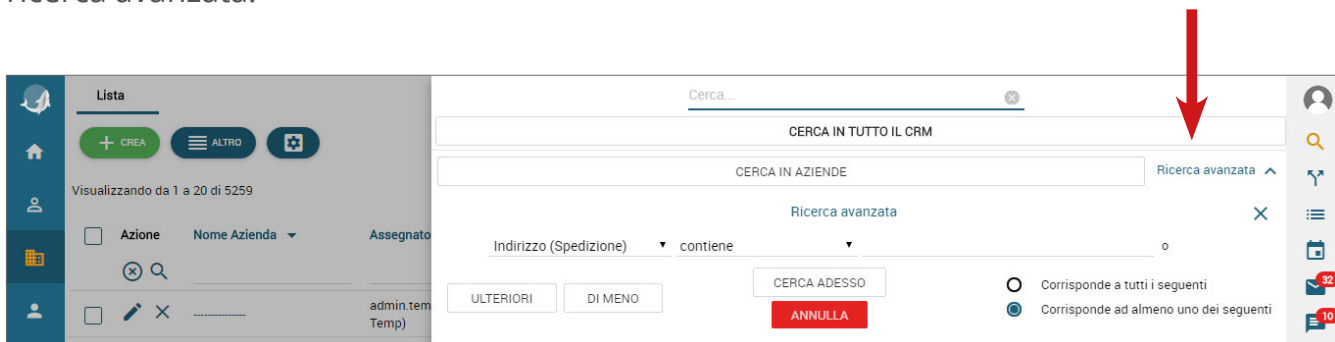 ricerca avanzata.
Lista
Cerca...
CERCA IN TUTTO IL CRM
CREA
ALTRO
CERCA IN AZIENDE
Ricerca avanzata
Visualizzando da 1 a 20 di 5259
Ricerca avanzata
Azione Nome Azienda Assegnato
Indirizzo (Spedizione) contiene o
ULTERIORI DI MENO CERCA ADESSO
Corrisponde a tutti i seguenti
32
admin.tem
Temp)
ANNULLA
Corrisponde ad almeno uno dei seguenti
10